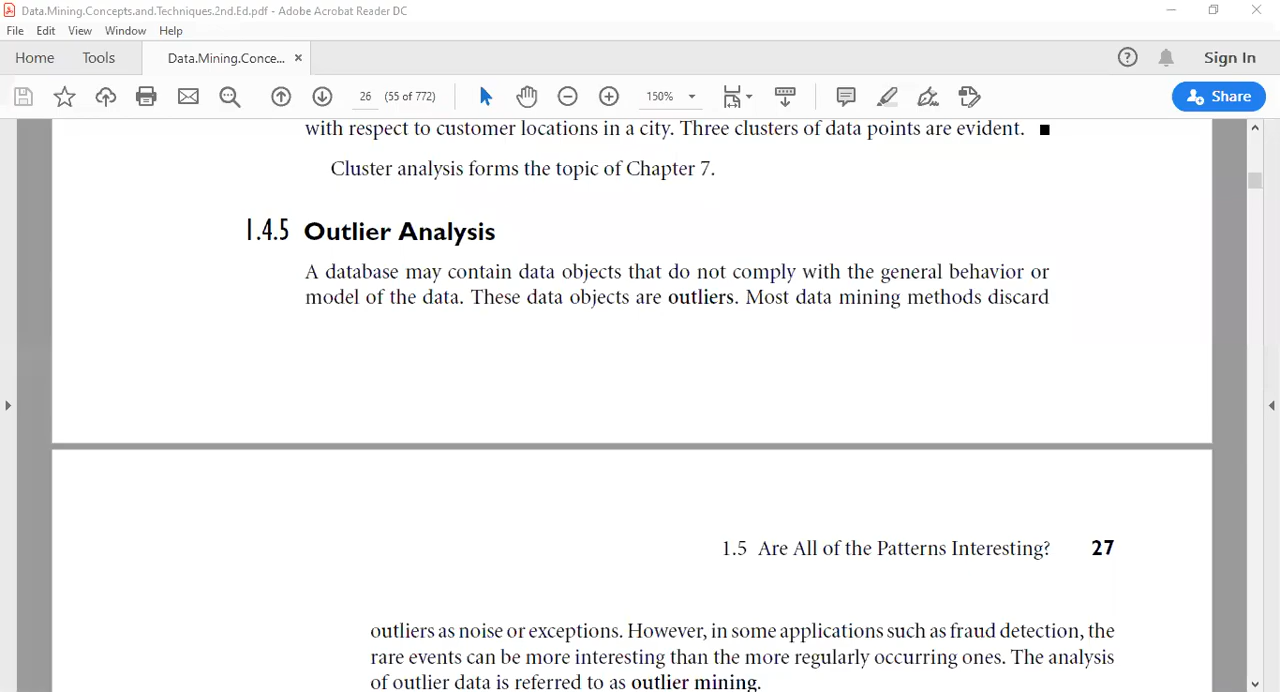 Data.Mining.Concepts.and.Techniques.2nd.Ed.pdf - Adobe Acrobat Reader DC
File Edit View Window Help
Home Tools Data.Mining.Conce... × Sign In
26 (55 of 772) 150% Share
with respect to customer locations in a city. Three clusters of data points are evident. ■
Cluster analysis forms the topic of Chapter 7.
1.4.5 Outlier Analysis
A database may contain data objects that do not comply with the general behavior or
model of the data. These data objects are outliers. Most data mining methods discard
1.5 Are All of the Patterns Interesting? 27
outliers as noise or exceptions. However, in some applications such as fraud detection, the
rare events can be more interesting than the more regularly occurring ones. The analysis
of outlier data is referred to as outlier mining.